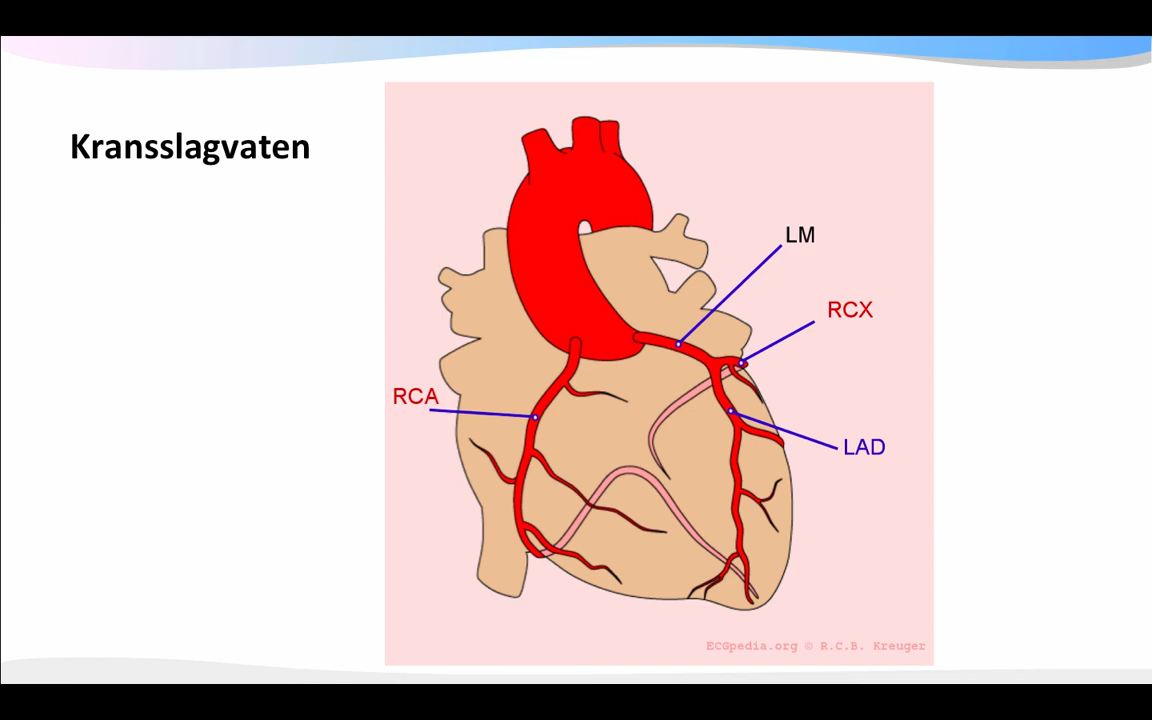 Kransslagvaten
LM
RCX
RCA
LAD
ECGpedia.org © R.C.B. Kreuger